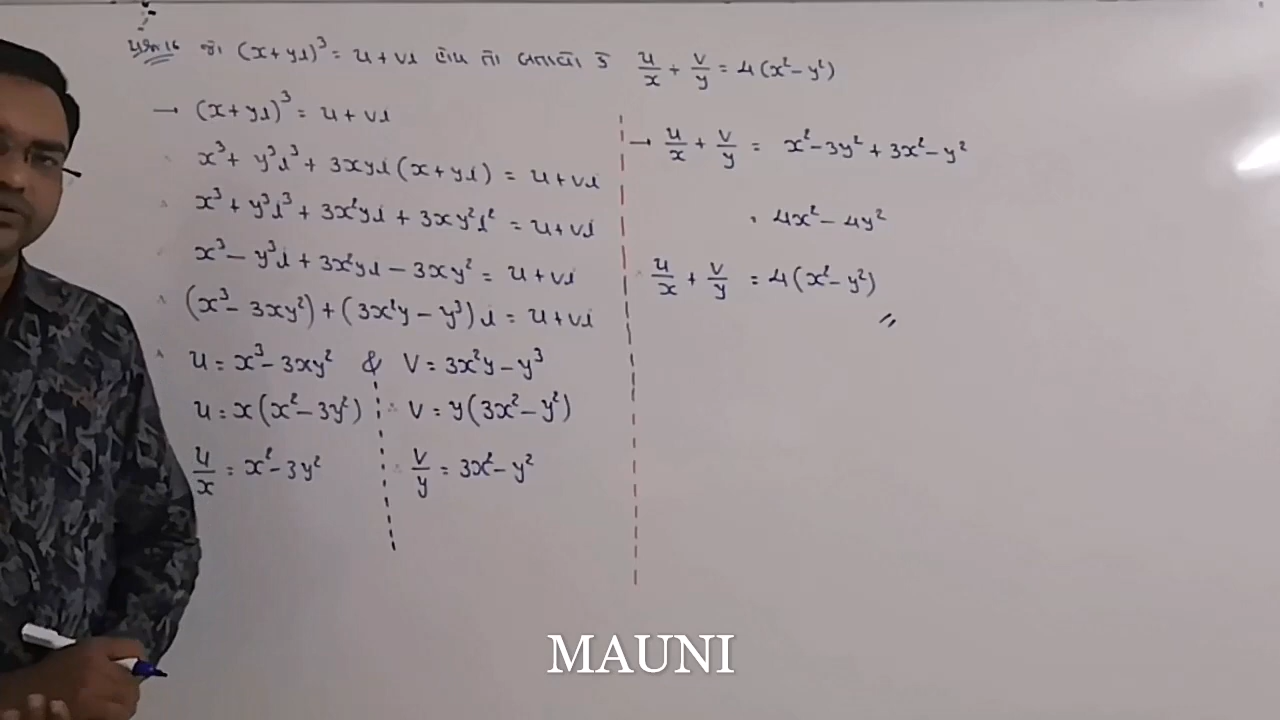 પ્રશ્ન 16 જો (x+yi)³ = u + vi હોય તો બતાવો કે u/x + v/y = 4(x² - y²)
→ (x+yi)³ = u + vi
∴ x³ + y³i³ + 3xyi(x+yi) = u + vi
∴ x³ + y³i³ + 3x²yi + 3xy²i² = u + vi
x³ - y³i + 3x²yi - 3xy² = u + vi
∴ (x³ - 3xy²) + (3x²y - y³)i = u + vi
∴ u = x³ - 3xy² & v = 3x²y - y³
u = x(x² - 3y²) ∴ v = y(3x² - y²)
u/x = x² - 3y² ∴ v/y = 3x² - y²
→ u/x + v/y = x² - 3y² + 3x² - y²
= 4x² - 4y²
∴ u/x + v/y = 4(x² - y²)
MAUNI